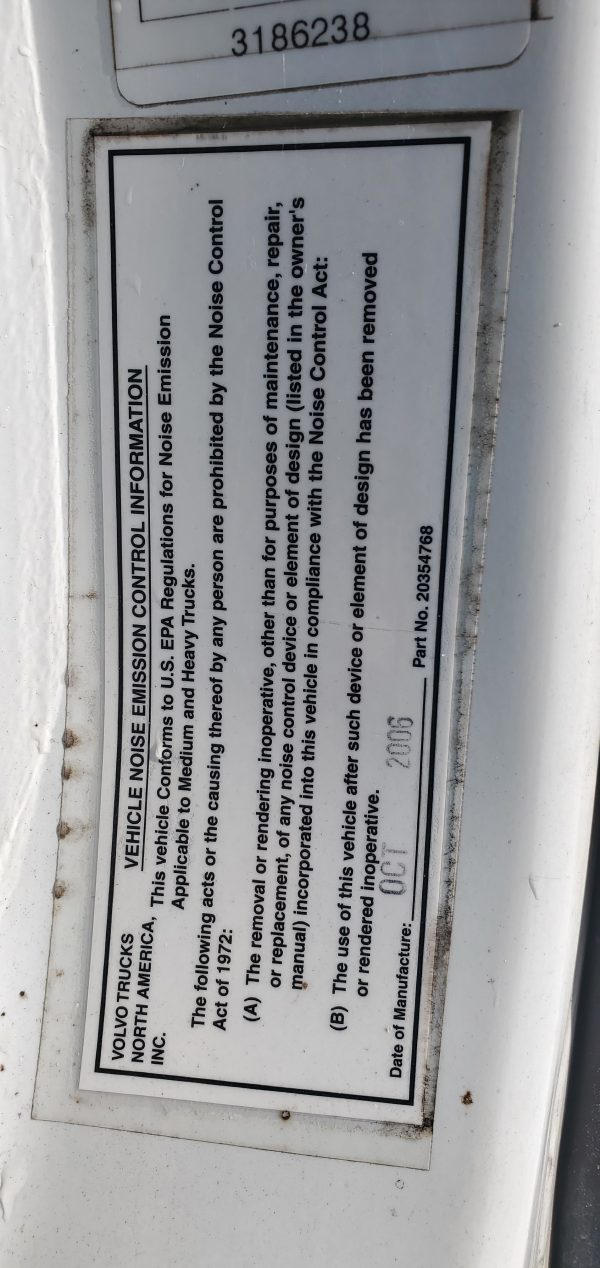 3186238
VOLVO TRUCKS
NORTH AMERICA,
INC.
VEHICLE NOISE EMISSION CONTROL INFORMATION
This vehicle Conforms to U.S. EPA Regulations for Noise Emission
Applicable to Medium and Heavy Trucks.
The following acts or the causing thereof by any person are prohibited by the Noise Control
Act of 1972:
(A) The removal or rendering inoperative, other than for purposes of maintenance, repair,
or replacement, of any noise control device or element of design (listed in the owner's
manual) incorporated into this vehicle in compliance with the Noise Control Act:
(B) The use of this vehicle after such device or element of design has been removed
or rendered inoperative.
Date of Manufacture: OCT 2006 Part No. 20354768